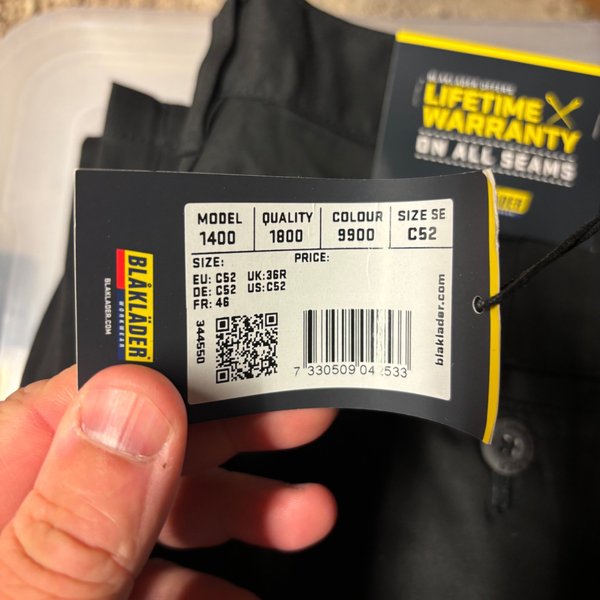 BLÅKLÄDER OFFERS
LIFETIME
WARRANTY
ON ALL SEAMS
MODEL
1400
QUALITY
1800
COLOUR
9900
SIZE SE
C52
SIZE:
PRICE:
EU: C52 UK:36R
DE: C52 US:C52
FR: 46
344550
7 330509 04 533
blaklader.com
BLÅKLÄDER
WORKWEAR
BLAKLADER.COM